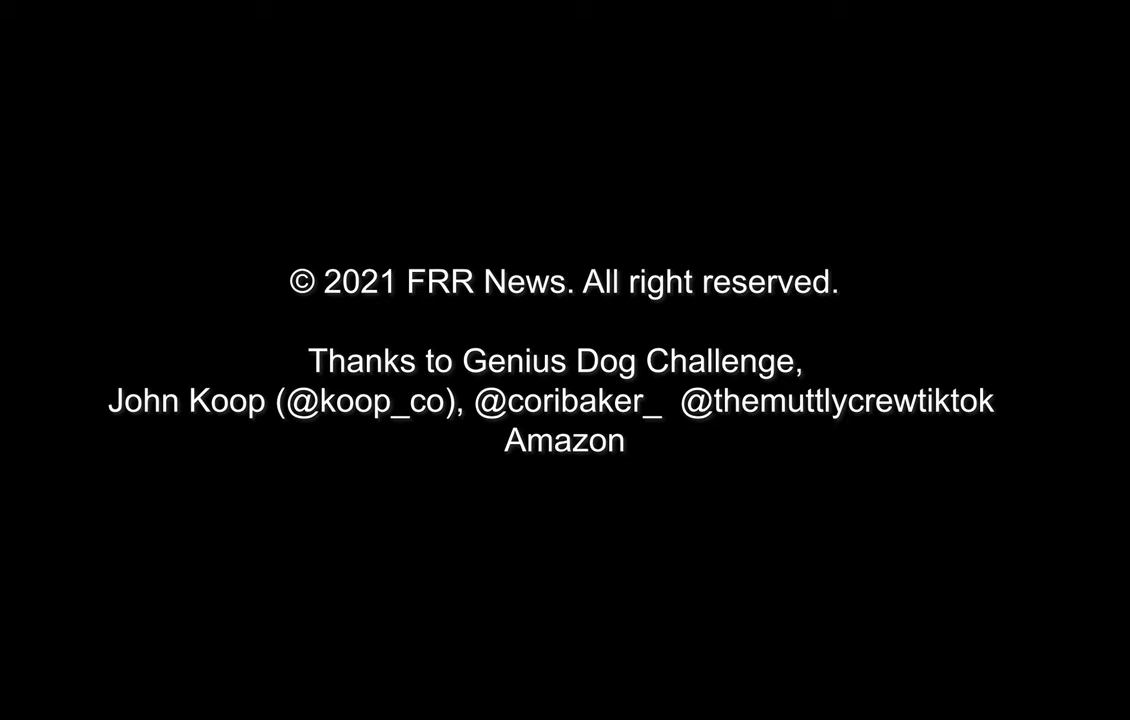 © 2021 FRR News. All right reserved.
Thanks to Genius Dog Challenge,
John Koop (@koop_co), @coribaker_ @themuttlycrewtiktok
Amazon